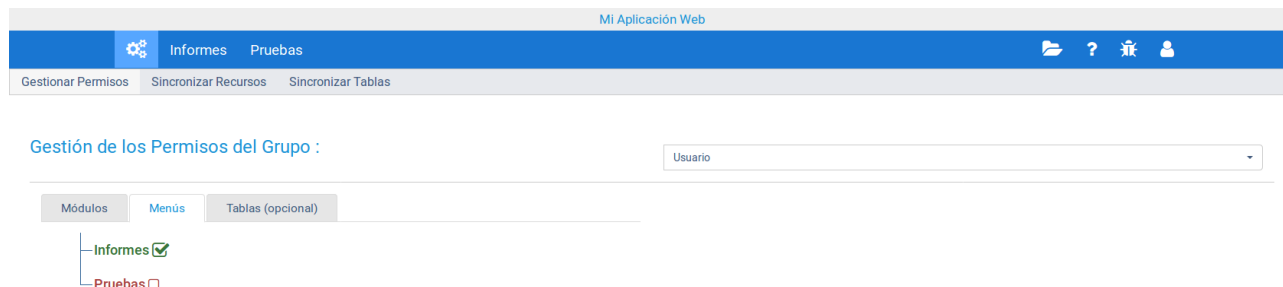 Mi Aplicación Web
Informes Pruebas ?
Gestionar Permisos Sincronizar Recursos Sincronizar Tablas
Gestión de los Permisos del Grupo :
Usuario
Módulos Menús Tablas (opcional)
Informes
Pruebas